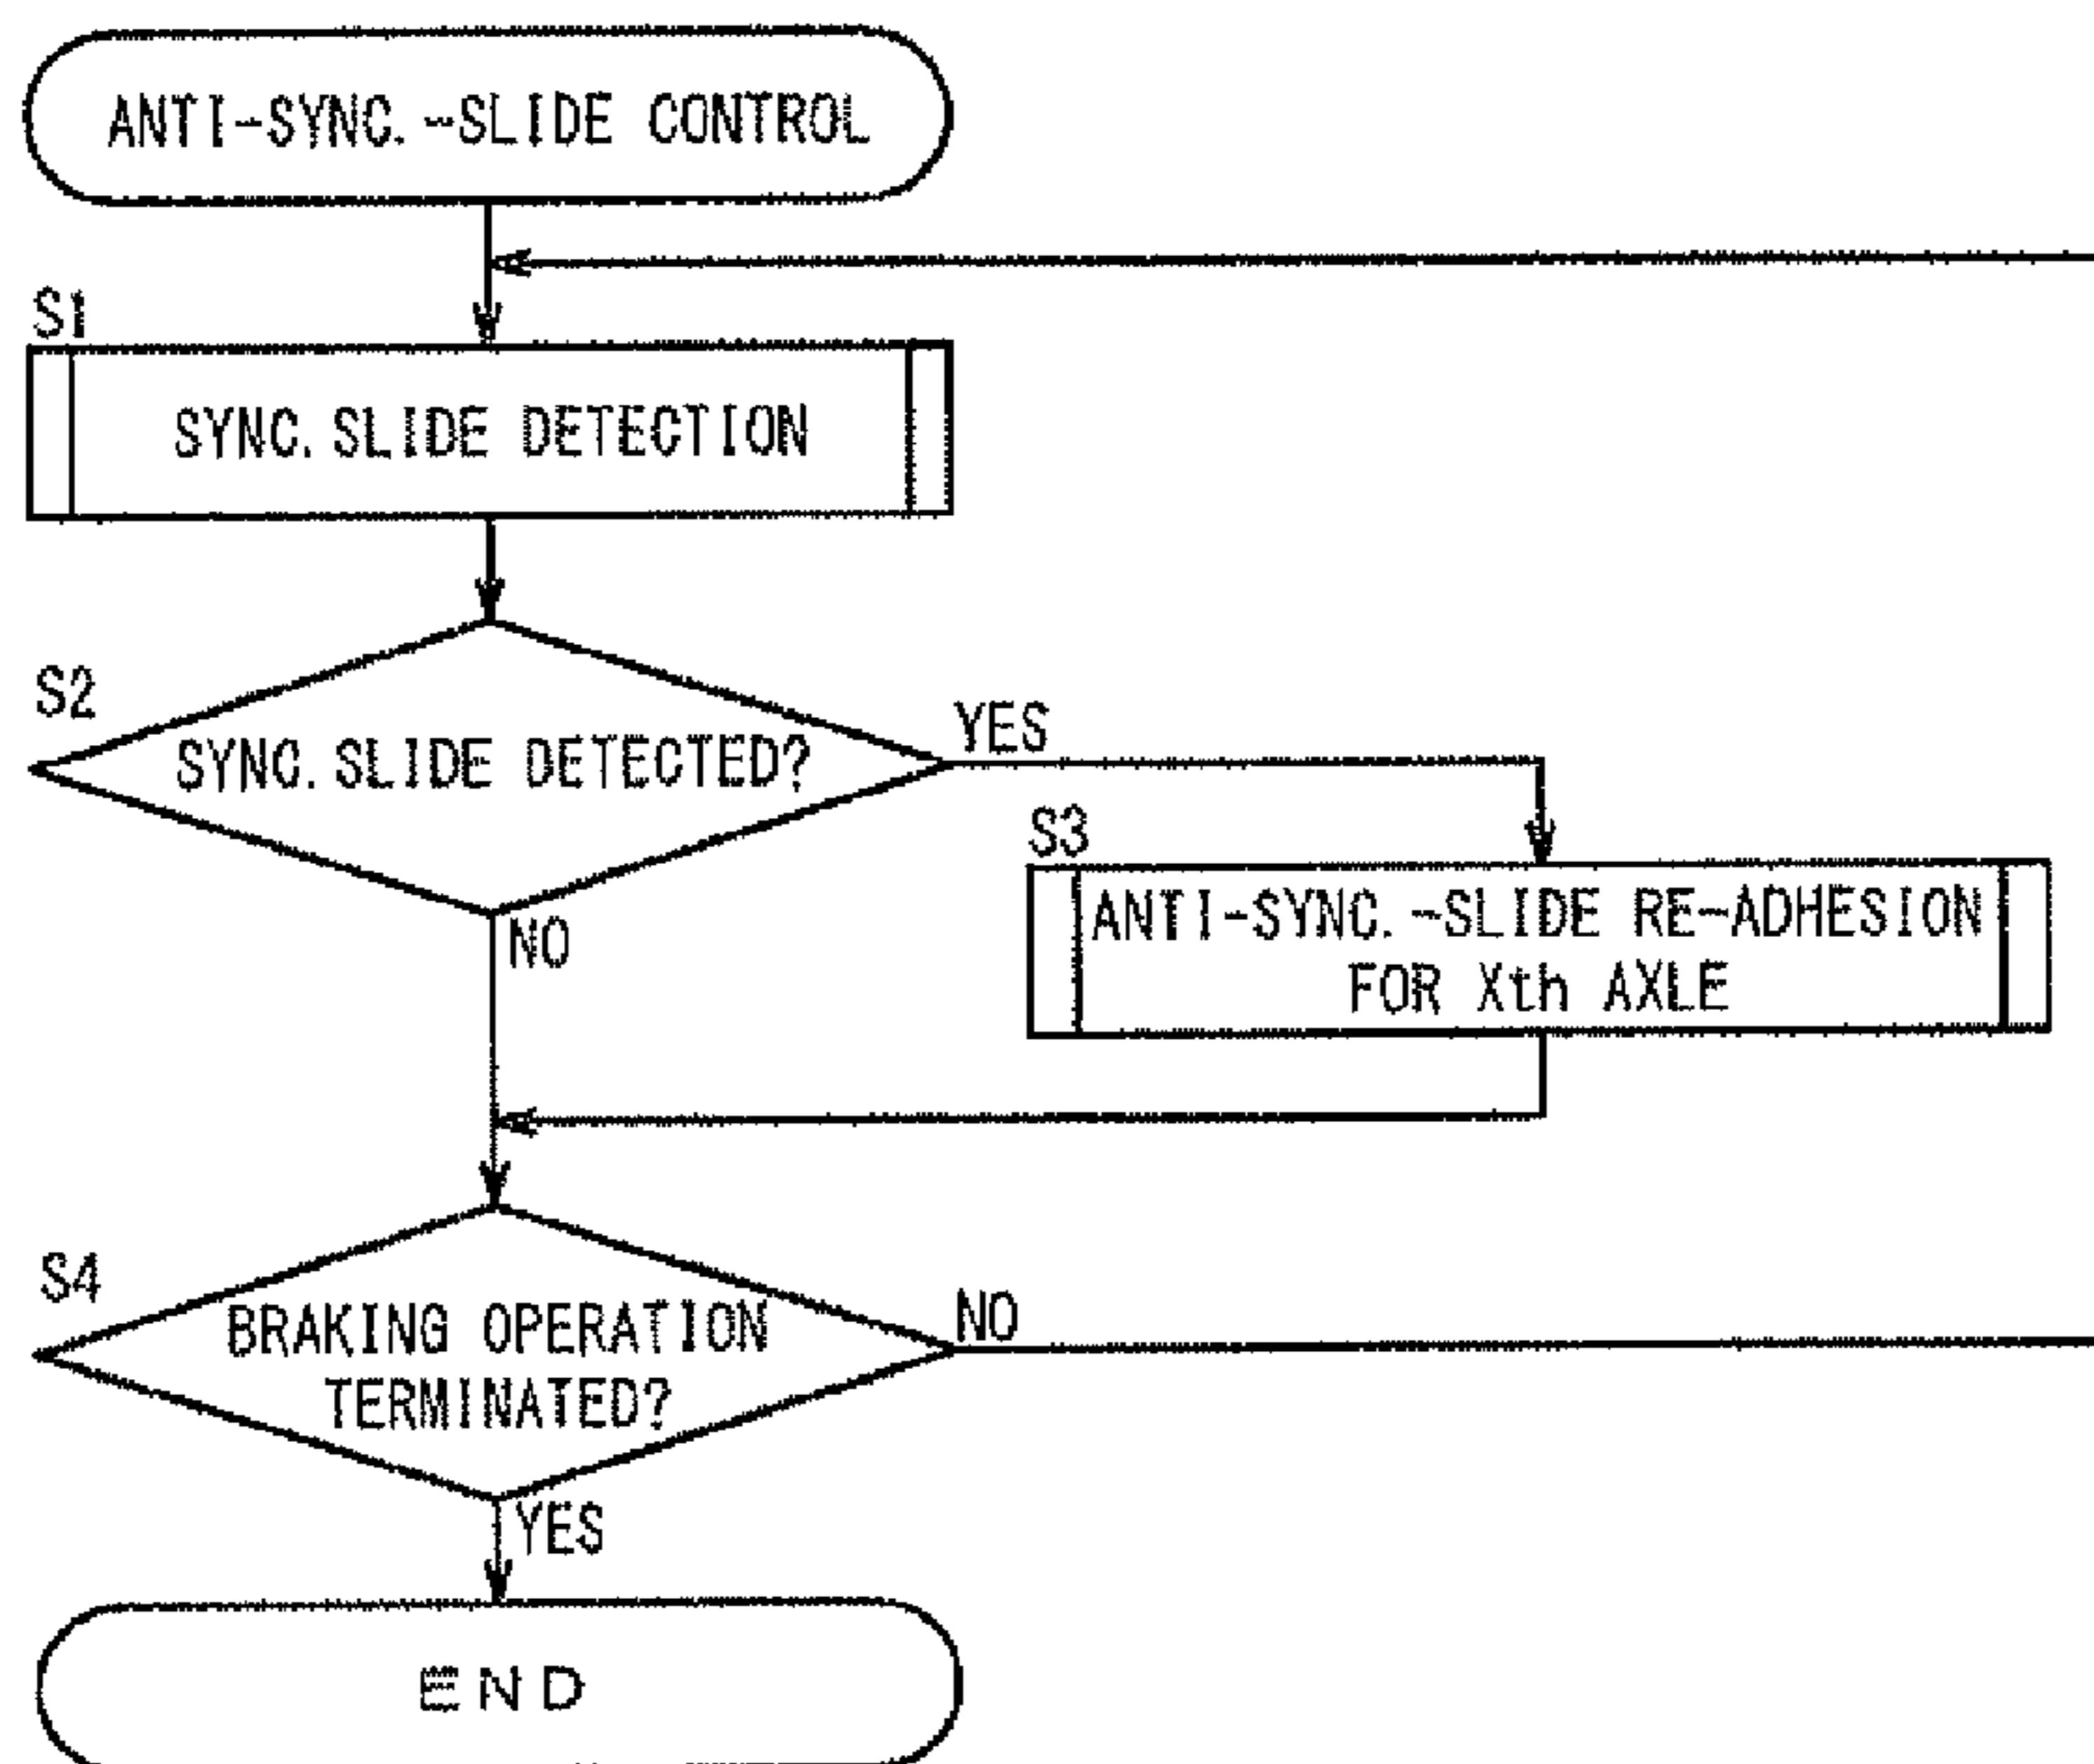 ANTI-SYNC.-SLIDE CONTROL
S1
SYNC.SLIDE DETECTION
S2
SYNC.SLIDE DETECTED?
YES
NO
S3
ANTI-SYNC.-SLIDE RE-ADHESION
FOR Xth AXLE
S4
BRAKING OPERATION
TERMINATED?
NO
YES
END